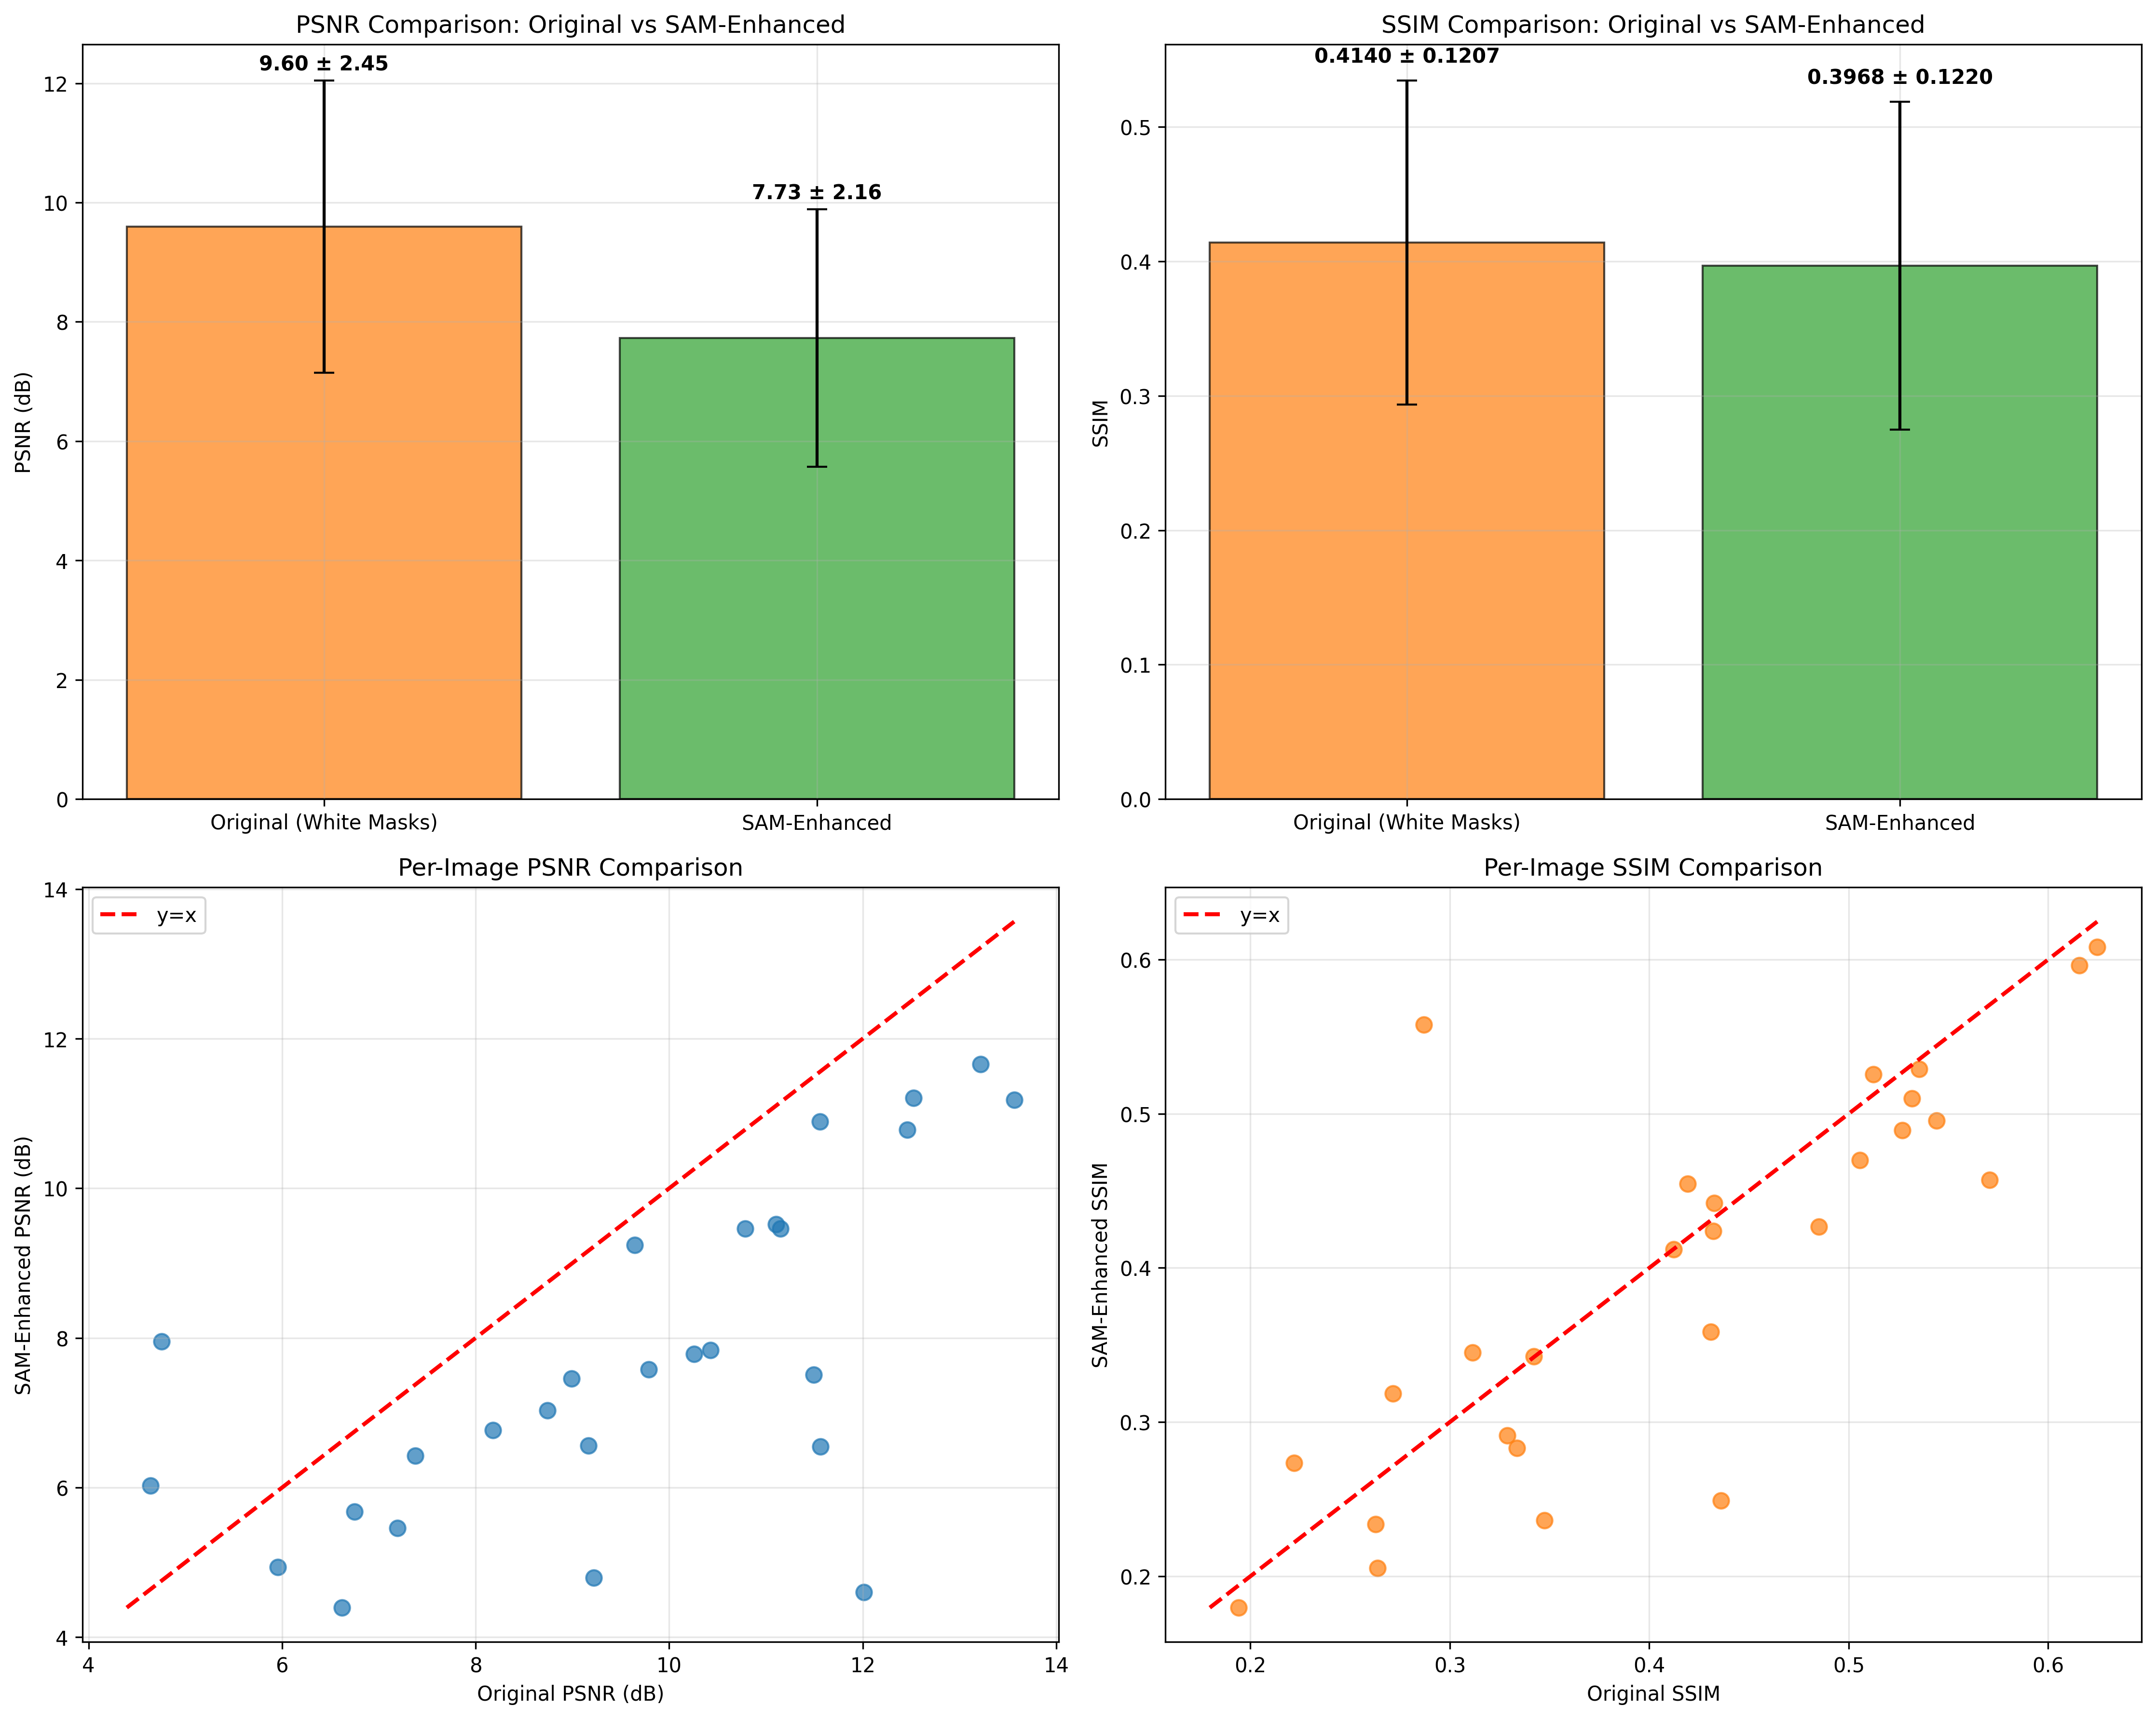 PSNR Comparison: Original vs SAM-Enhanced
9.60 ± 2.45
7.73 ± 2.16
PSNR (dB)
12
10
8
6
4
2
0
Original (White Masks)
SAM-Enhanced
SSIM Comparison: Original vs SAM-Enhanced
0.4140 ± 0.1207
0.3968 ± 0.1220
SSIM
0.5
0.4
0.3
0.2
0.1
0.0
Original (White Masks)
SAM-Enhanced
Per-Image PSNR Comparison
y=x
SAM-Enhanced PSNR (dB)
14
12
10
8
6
4
4
6
8
10
12
14
Original PSNR (dB)
Per-Image SSIM Comparison
y=x
SAM-Enhanced SSIM
0.6
0.5
0.4
0.3
0.2
0.2
0.3
0.4
0.5
0.6
Original SSIM